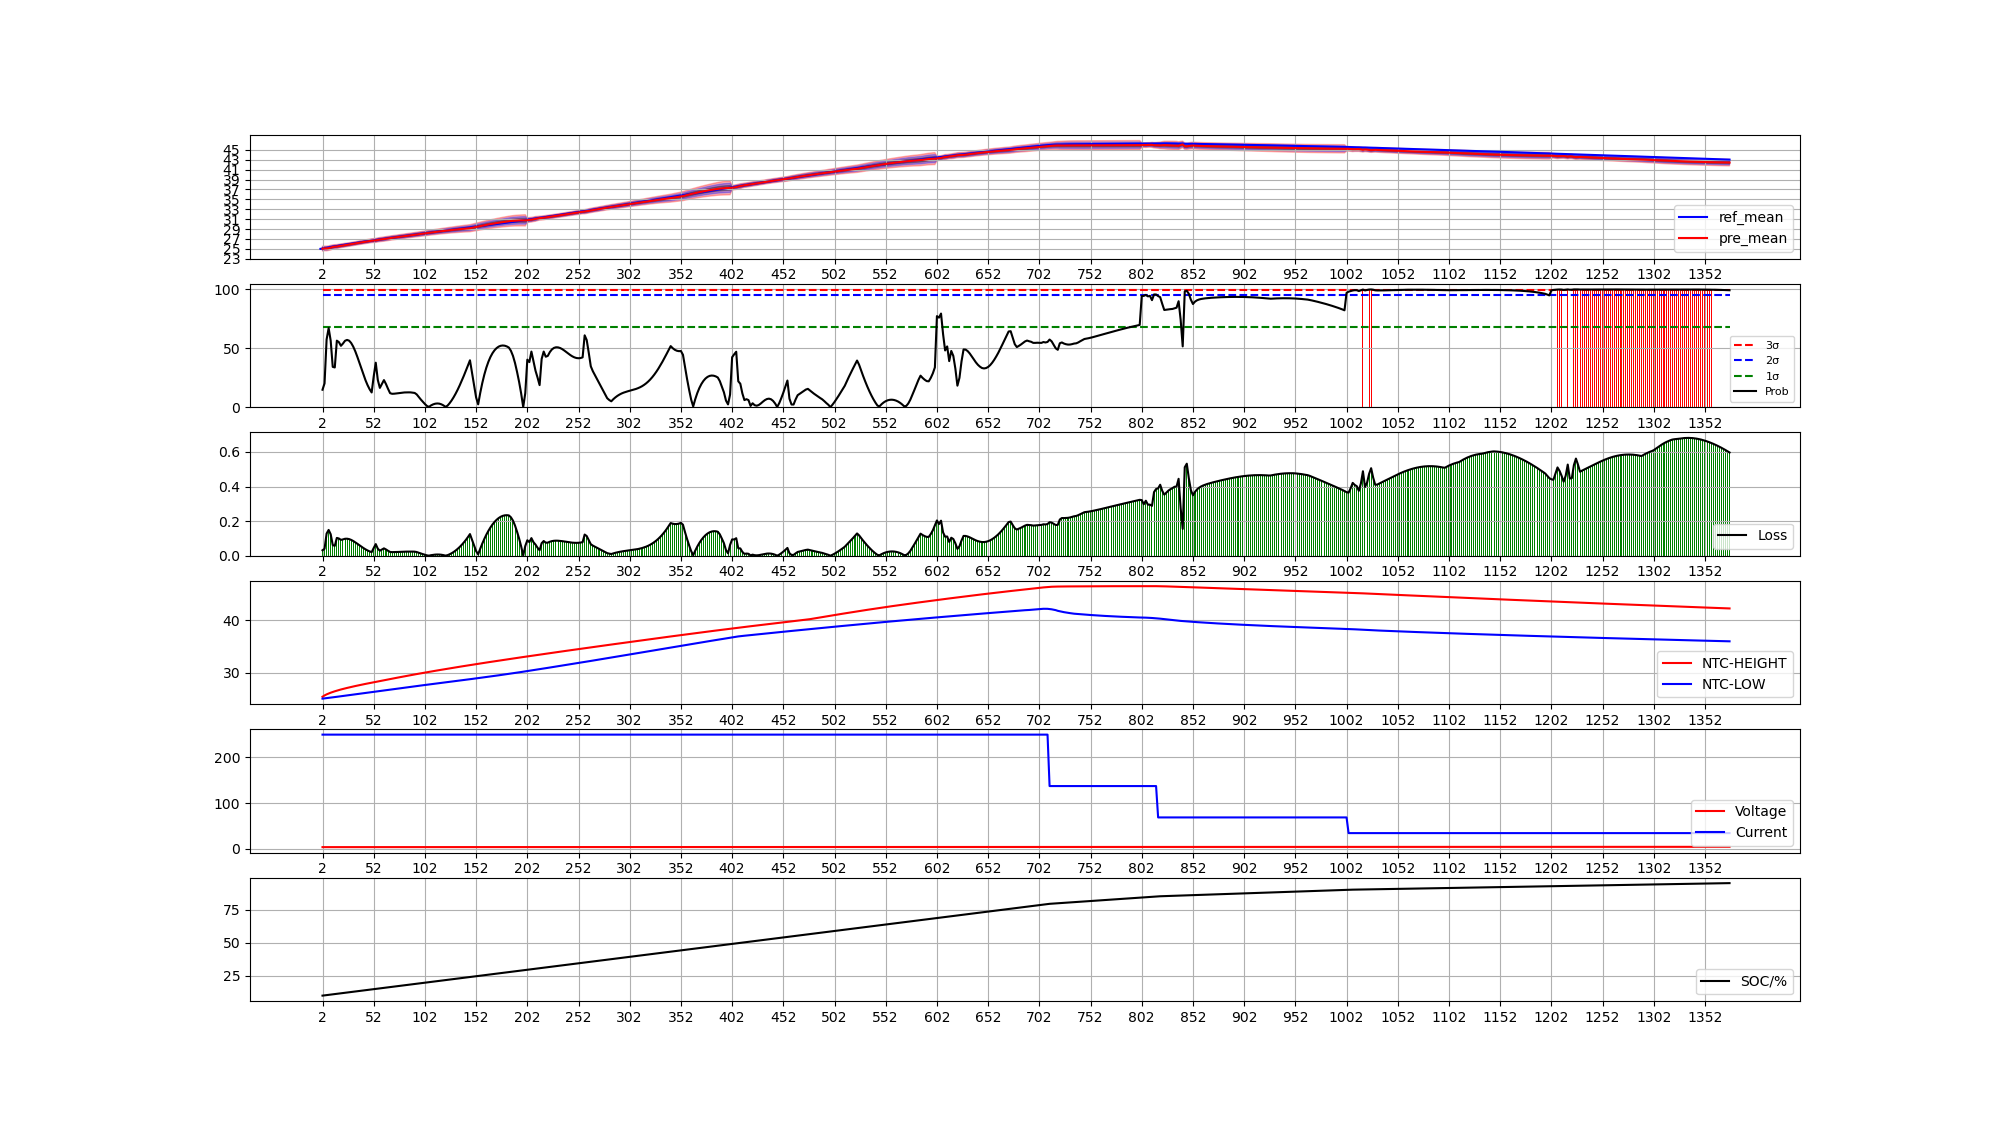 45
43
41
39
37
35
33
31
29
27
25
23
ref_mean
pre_mean
2 52 102 152 202 252 302 352 402 452 502 552 602 652 702 752 802 852 902 952 1002 1052 1102 1152 1202 1252 1302 1352
100
50
0
3σ
2σ
1σ
Prob
2 52 102 152 202 252 302 352 402 452 502 552 602 652 702 752 802 852 902 952 1002 1052 1102 1152 1202 1252 1302 1352
0.6
0.4
0.2
0.0
Loss
2 52 102 152 202 252 302 352 402 452 502 552 602 652 702 752 802 852 902 952 1002 1052 1102 1152 1202 1252 1302 1352
40
30
NTC-HEIGHT
NTC-LOW
2 52 102 152 202 252 302 352 402 452 502 552 602 652 702 752 802 852 902 952 1002 1052 1102 1152 1202 1252 1302 1352
200
100
0
Voltage
Current
2 52 102 152 202 252 302 352 402 452 502 552 602 652 702 752 802 852 902 952 1002 1052 1102 1152 1202 1252 1302 1352
75
50
25
SOC/%
2 52 102 152 202 252 302 352 402 452 502 552 602 652 702 752 802 852 902 952 1002 1052 1102 1152 1202 1252 1302 1352